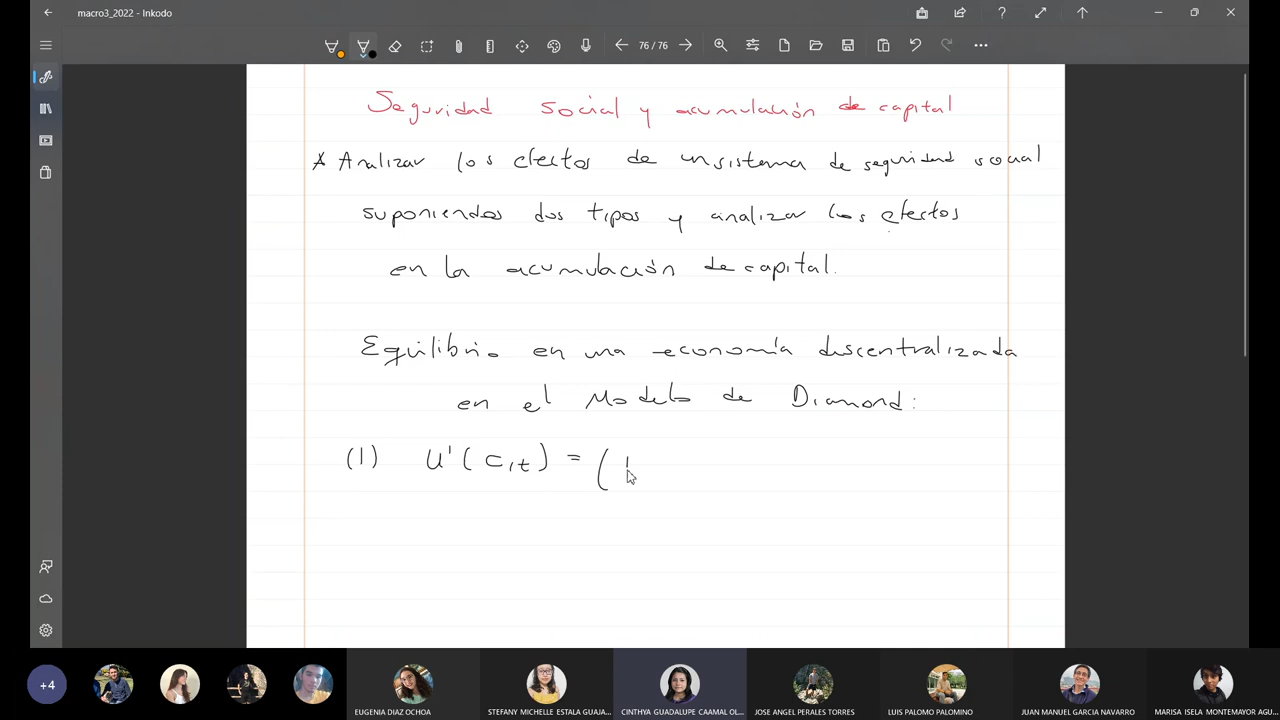 macro3_2022 - Inkodo
76 / 76
Seguridad social y acumulación de capital
* Analizar los efectos de un sistema de seguridad social
suponiendos dos tipos y analizar los efectos
en la acumulación de capital.
Equilibrio en una economía descentralizada
en el Modelo de Diamond:
(1) U'( C1t ) = ( 1
+4
EUGENIA DIAZ OCHOA
STEFANY MICHELLE ESTALA GUAJA...
CINTHYA GUADALUPE CAAMAL OL...
JOSE ANGEL PERALES TORRES
LUIS PALOMO PALOMINO
JUAN MANUEL GARCIA NAVARRO
MARISA ISELA MONTEMAYOR AGU...